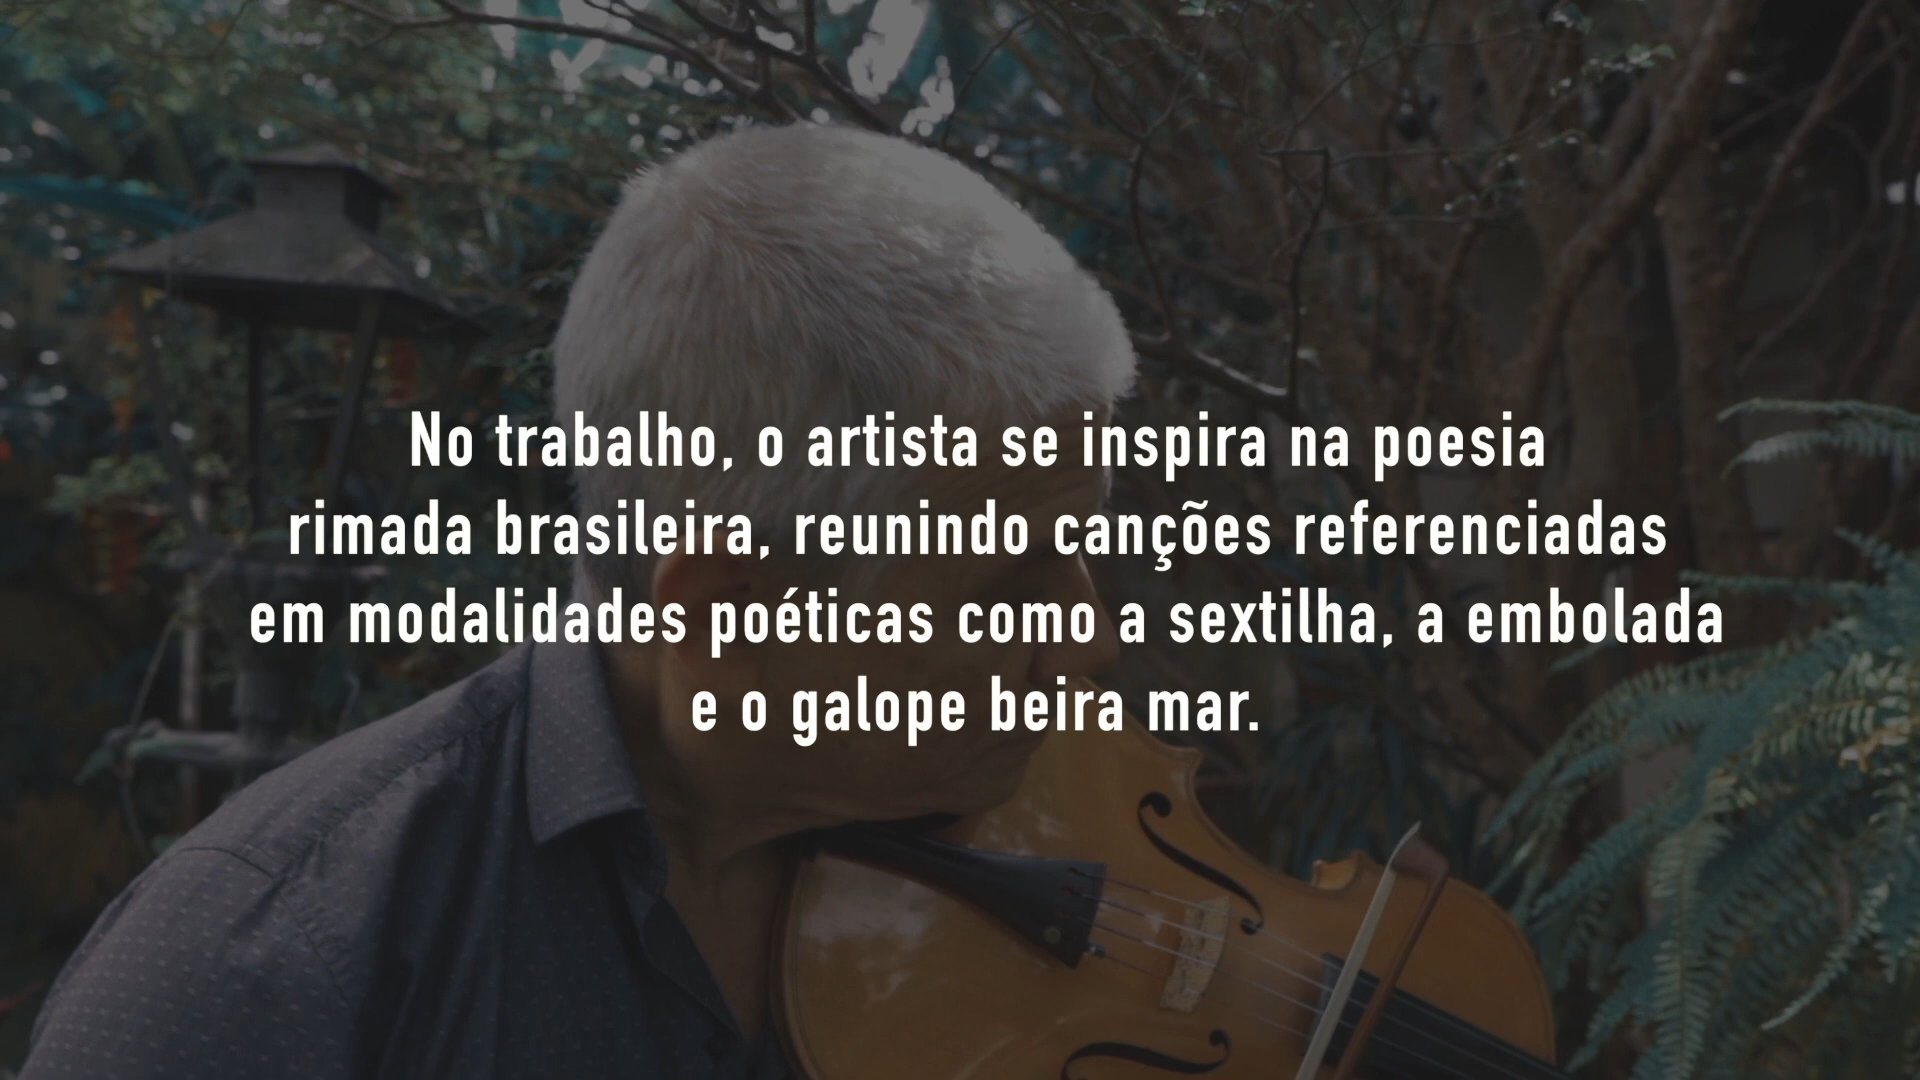 No trabalho, o artista se inspira na poesia
rimada brasileira, reunindo canções referenciadas
em modalidades poéticas como a sextilha, a embolada
e o galope beira mar.